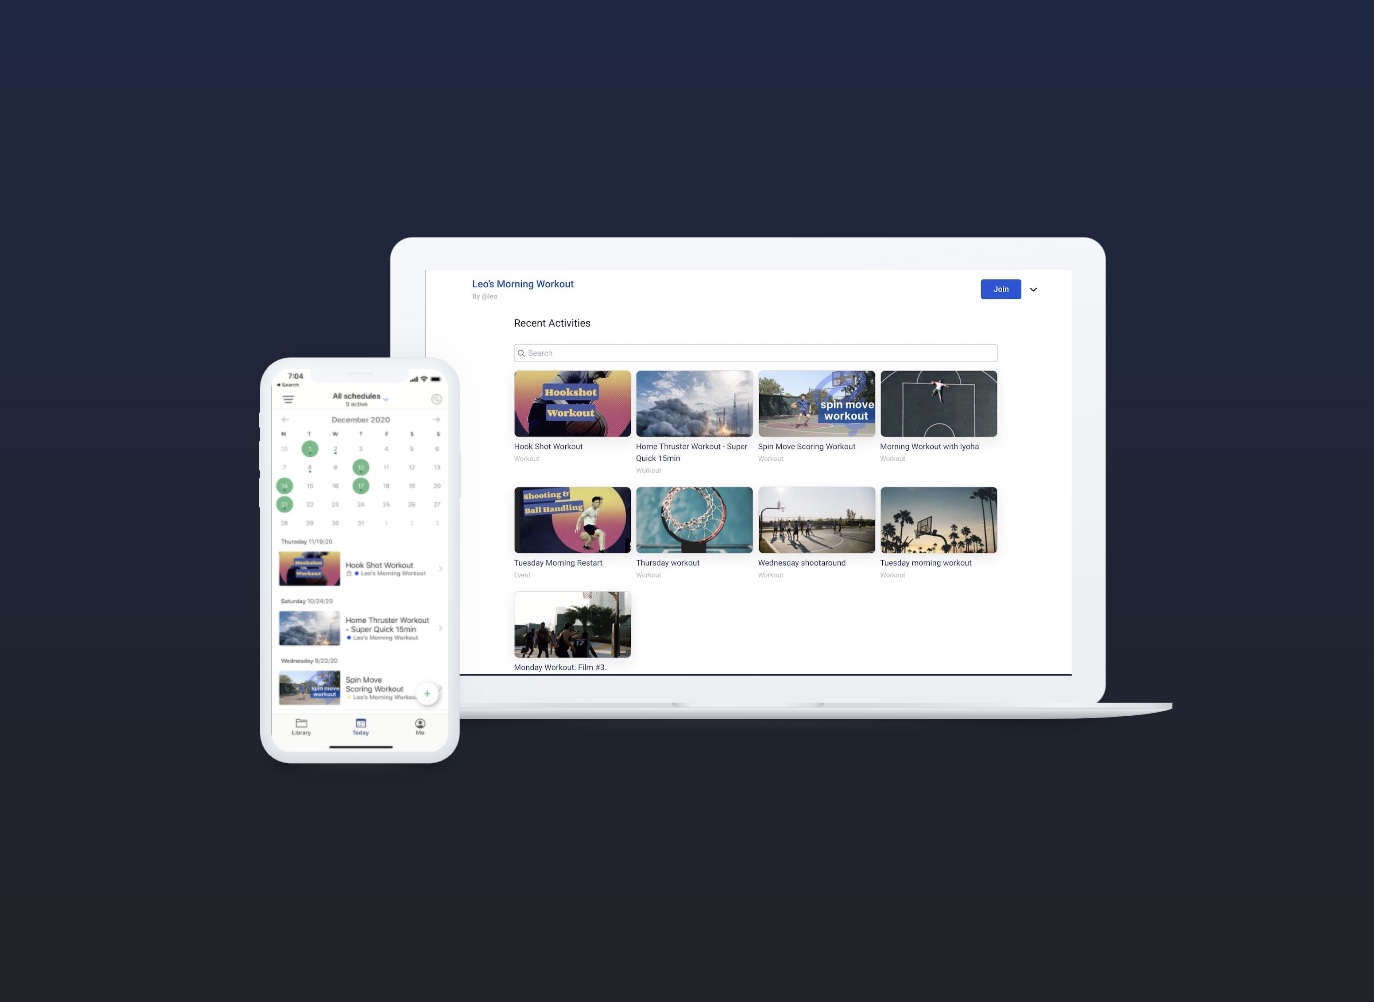 Leo's Morning Workout
By @leo
Join
Recent Activities
Search
Hookshot
Workout
spin move
workout
Hook Shot Workout
Workout
Home Thruster Workout - Super
Quick 15min
Workout
Spin Move Scoring Workout
Workout
Morning Workout with Iyoha
Workout
Shooting &
Ball Handling
Tuesday Morning Restart
Event
Thursday workout
Workout
Wednesday shootaround
Workout
Tuesday morning workout
Workout
Monday Workout: Film #3.
7:04
Search
All schedules
5 active
December 2020
M T W T F S S
30 1 2 3 4 5 6
7 8 9 10 11 12 13
14 15 16 17 18 19 20
21 22 23 24 25 26 27
28 29 30 31 1 2 3
Thursday 11/19/20
Hookshot
Workout
Hook Shot Workout
Leo's Morning Workout
Saturday 10/24/20
Home Thruster Workout
- Super Quick 15min
Leo's Morning Workout
Wednesday 9/23/20
spin move
workout
Spin Move
Scoring Workout
Leo's Morning Workou
+
Library
Today
Me